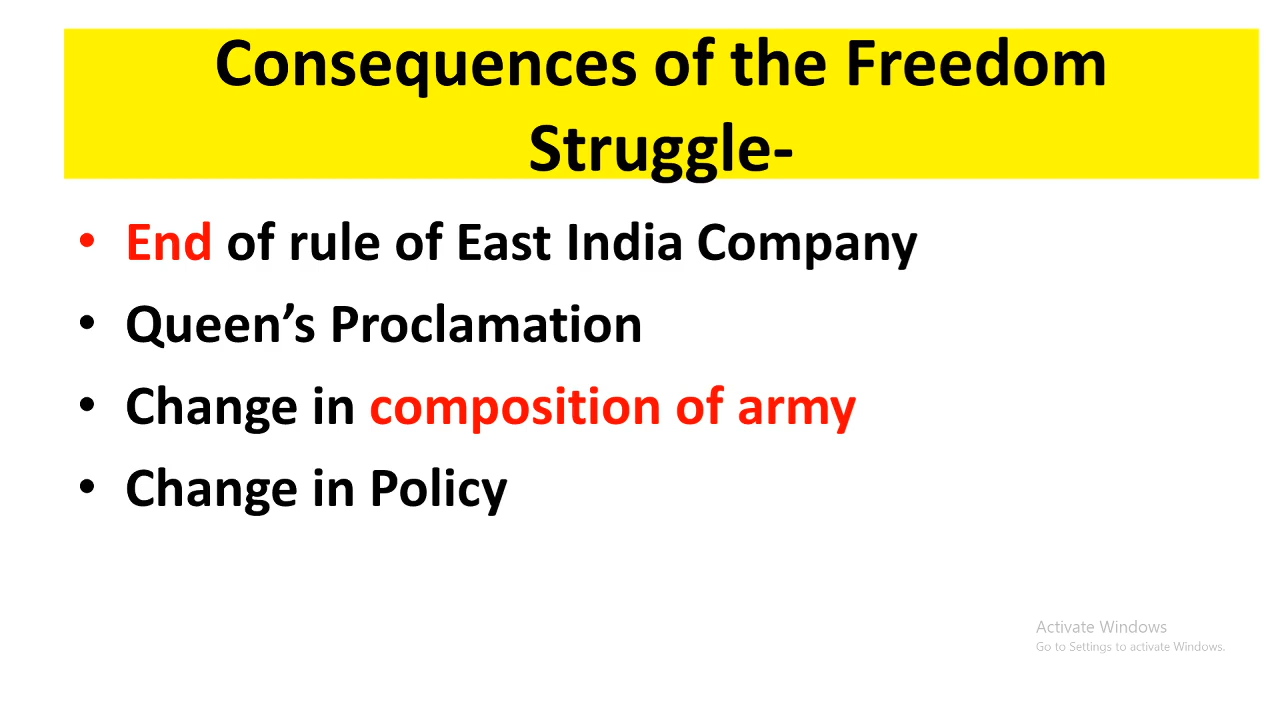 Consequences of the Freedom
Struggle-
• End of rule of East India Company
• Queen’s Proclamation
• Change in composition of army
• Change in Policy
Activate Windows
Go to Settings to activate Windows.